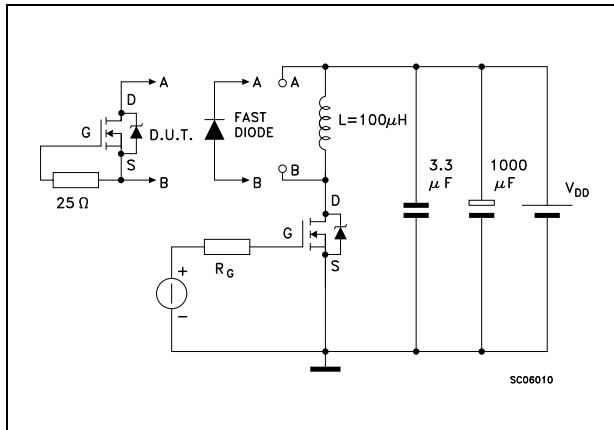 A
D
G
D.U.T.
S
B
25 Ω
A
FAST
DIODE
B
A
L=100μH
B
D
G
S
RG
+
−
3.3
μF
1000
μF
VDD
SC06010